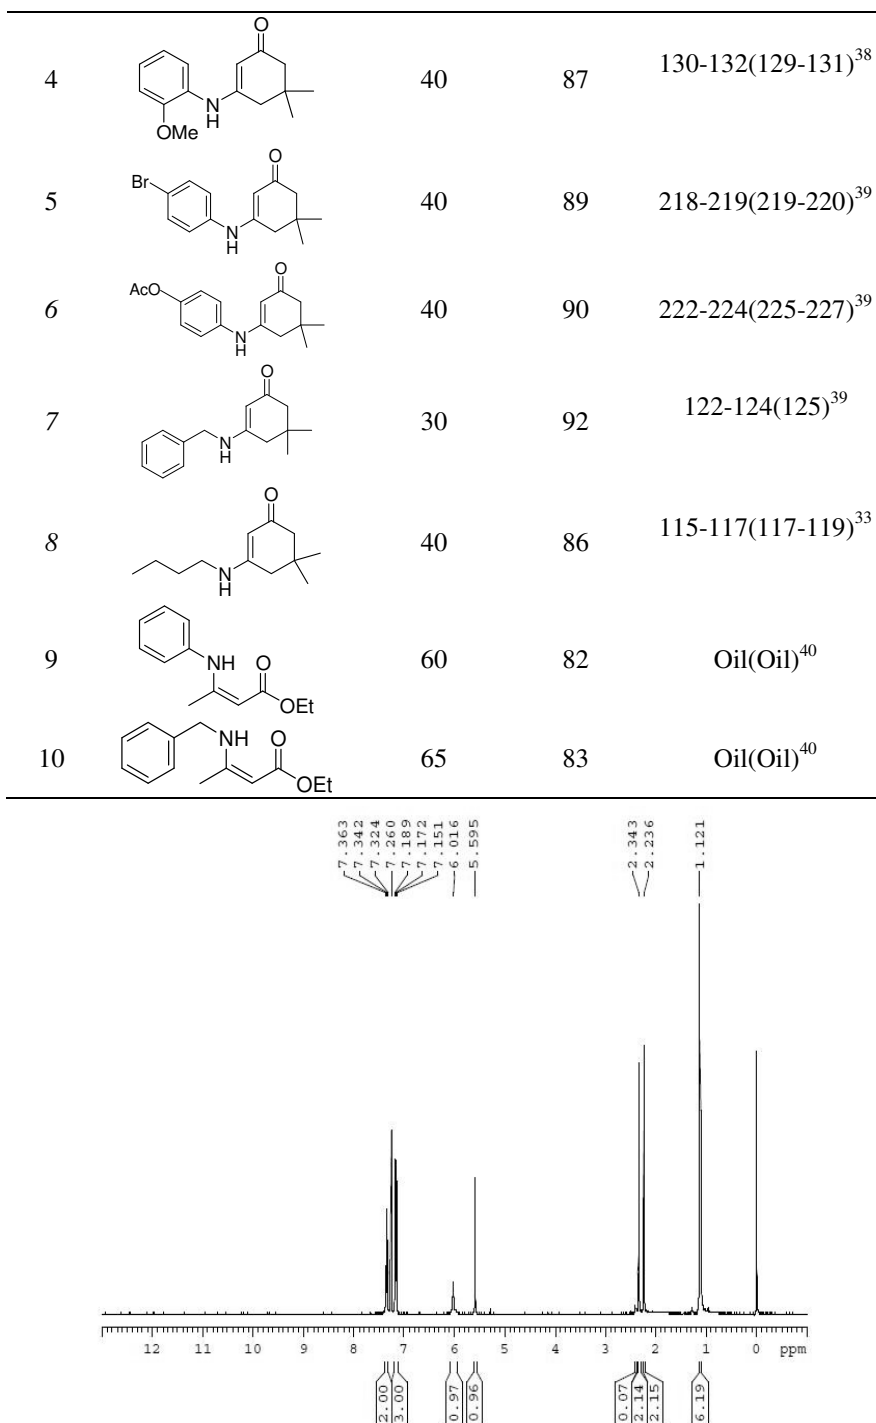 O
4 N H OMe 40 87 130-132(129-131)38
O
5 Br N H 40 89 218-219(219-220)39
O
6 AcO N H 40 90 222-224(225-227)39
O
7 N H 30 92 122-124(125)39
O
8 N H 40 86 115-117(117-119)33
9 NH O OEt 60 82 Oil(Oil)40
10 NH O OEt 65 83 Oil(Oil)40
7.363
7.342
7.324
7.260
7.189
7.172
7.151
6.016
5.595
2.343
2.236
1.121
12 11 10 9 8 7 6 5 4 3 2 1 0 ppm
2.00
3.00
0.97
0.96
0.07
2.14
2.15
6.19